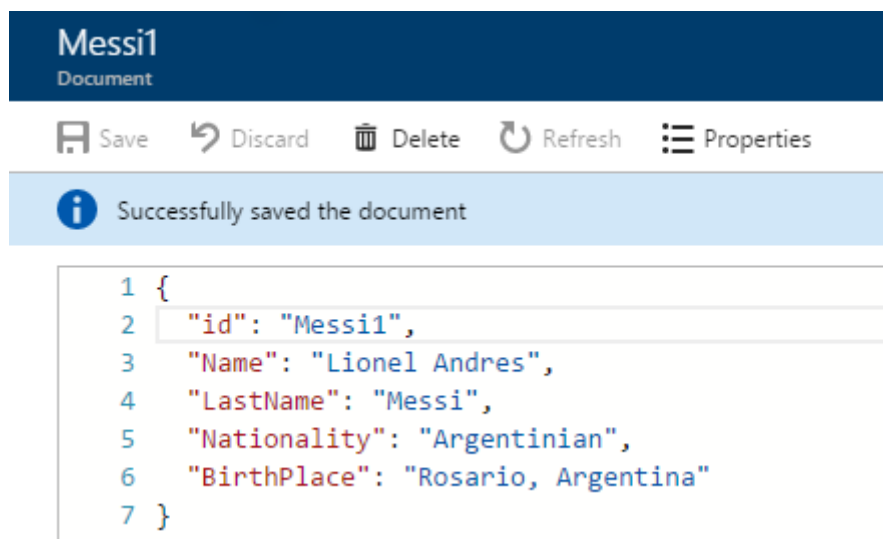 Messi1
Document
Save Discard Delete Refresh Properties
Successfully saved the document
1 {
2 "id": "Messi1",
3 "Name": "Lionel Andres",
4 "LastName": "Messi",
5 "Nationality": "Argentinian",
6 "BirthPlace": "Rosario, Argentina"
7 }